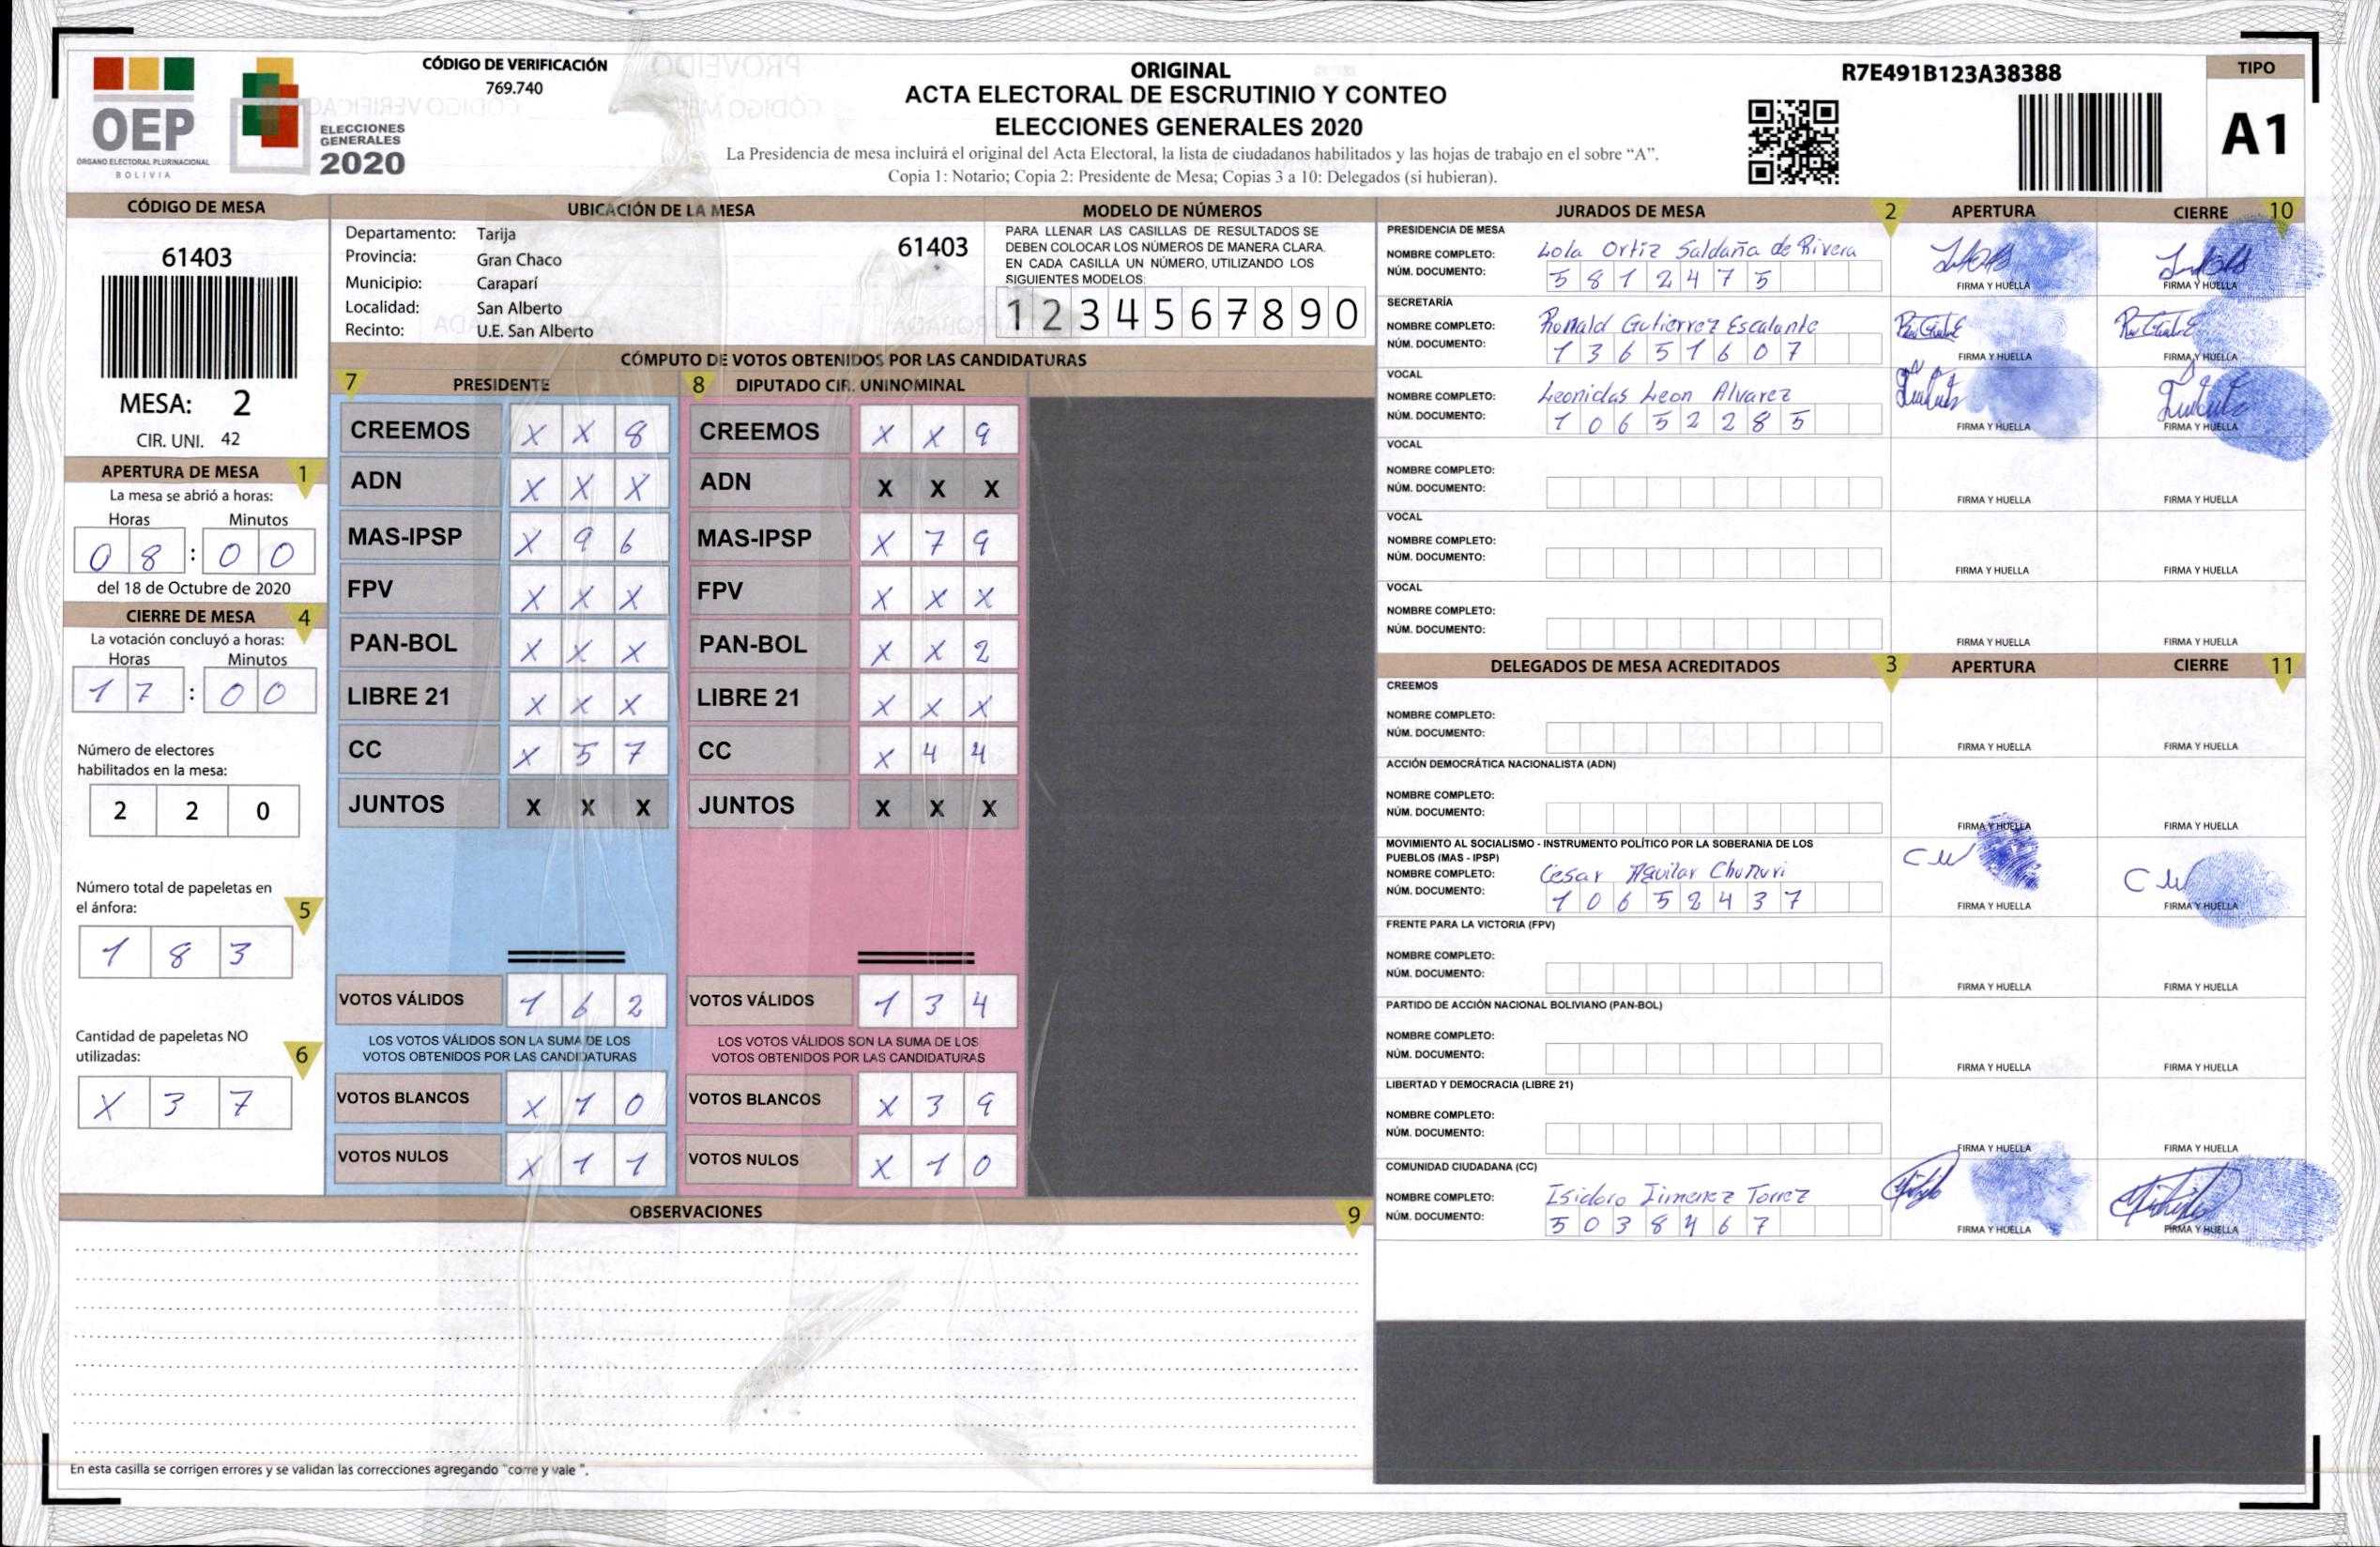 CÓDIGO DE VERIFICACIÓN
769.740
OEP
ÓRGANO ELECTORAL PLURINACIONAL
BOLIVIA
ELECCIONES
GENERALES
2020
ORIGINAL
ACTA ELECTORAL DE ESCRUTINIO Y CONTEO
ELECCIONES GENERALES 2020
La Presidencia de mesa incluirá el original del Acta Electoral, la lista de ciudadanos habilitados y las hojas de trabajo en el sobre “A”.
Copia 1: Notario; Copia 2: Presidente de Mesa; Copias 3 a 10: Delegados (si hubieran).
R7E491B123A38388
TIPO
A1
CÓDIGO DE MESA
61403
MESA: 2
CIR. UNI. 42
APERTURA DE MESA 1
La mesa se abrió a horas:
Horas Minutos
0 8 : 0 0
del 18 de Octubre de 2020
CIERRE DE MESA 4
La votación concluyó a horas:
Horas Minutos
1 7 : 0 0
Número de electores
habilitados en la mesa:
2 2 0
Número total de papeletas en
el ánfora: 5
1 8 3
Cantidad de papeletas NO
utilizadas: 6
X 3 7
UBICACIÓN DE LA MESA
Departamento: Tarija
Provincia: Gran Chaco
Municipio: Caraparí
Localidad: San Alberto
Recinto: U.E. San Alberto
61403
MODELO DE NÚMEROS
PARA LLENAR LAS CASILLAS DE RESULTADOS SE
DEBEN COLOCAR LOS NÚMEROS DE MANERA CLARA.
EN CADA CASILLA UN NÚMERO, UTILIZANDO LOS
SIGUIENTES MODELOS:
1 2 3 4 5 6 7 8 9 0
CÓMPUTO DE VOTOS OBTENIDOS POR LAS CANDIDATURAS
7 PRESIDENTE
CREEMOS X X 8
ADN X X X
MAS-IPSP X 9 6
FPV X X X
PAN-BOL X X X
LIBRE 21 X X X
CC X 5 7
JUNTOS X X X
VOTOS VÁLIDOS 1 6 2
LOS VOTOS VÁLIDOS SON LA SUMA DE LOS
VOTOS OBTENIDOS POR LAS CANDIDATURAS
VOTOS BLANCOS X 1 0
VOTOS NULOS X 1 1
8 DIPUTADO CIR. UNINOMINAL
CREEMOS X X 9
ADN X X X
MAS-IPSP X 7 9
FPV X X X
PAN-BOL X X 2
LIBRE 21 X X X
CC X 4 4
JUNTOS X X X
VOTOS VÁLIDOS 1 3 4
LOS VOTOS VÁLIDOS SON LA SUMA DE LOS
VOTOS OBTENIDOS POR LAS CANDIDATURAS
VOTOS BLANCOS X 3 9
VOTOS NULOS X 1 0
OBSERVACIONES 9
En esta casilla se corrigen errores y se validan las correcciones agregando "corre y vale ".
JURADOS DE MESA 2 APERTURA CIERRE 10
PRESIDENCIA DE MESA
NOMBRE COMPLETO: Lola Ortiz Saldaña de Rivera
NÚM. DOCUMENTO: 5 8 1 2 4 7 5
FIRMA Y HUELLA FIRMA Y HUELLA
SECRETARÍA
NOMBRE COMPLETO: Ronald Gutierrez Escalante
NÚM. DOCUMENTO: 1 3 6 5 1 6 0 7
FIRMA Y HUELLA FIRMA Y HUELLA
VOCAL
NOMBRE COMPLETO: Leonidas Leon Alvarez
NÚM. DOCUMENTO: 1 0 6 5 2 2 8 5
FIRMA Y HUELLA FIRMA Y HUELLA
VOCAL
NOMBRE COMPLETO:
NÚM. DOCUMENTO:
FIRMA Y HUELLA FIRMA Y HUELLA
VOCAL
NOMBRE COMPLETO:
NÚM. DOCUMENTO:
FIRMA Y HUELLA FIRMA Y HUELLA
VOCAL
NOMBRE COMPLETO:
NÚM. DOCUMENTO:
FIRMA Y HUELLA FIRMA Y HUELLA
DELEGADOS DE MESA ACREDITADOS 3 APERTURA CIERRE 11
CREEMOS
NOMBRE COMPLETO:
NÚM. DOCUMENTO:
FIRMA Y HUELLA FIRMA Y HUELLA
ACCIÓN DEMOCRÁTICA NACIONALISTA (ADN)
NOMBRE COMPLETO:
NÚM. DOCUMENTO:
FIRMA Y HUELLA FIRMA Y HUELLA
MOVIMIENTO AL SOCIALISMO - INSTRUMENTO POLÍTICO POR LA SOBERANIA DE LOS
PUEBLOS (MAS - IPSP)
NOMBRE COMPLETO: Cesar Aguilar Chunuri
NÚM. DOCUMENTO: 1 0 6 5 2 4 3 7
FIRMA Y HUELLA FIRMA Y HUELLA
FRENTE PARA LA VICTORIA (FPV)
NOMBRE COMPLETO:
NÚM. DOCUMENTO:
FIRMA Y HUELLA FIRMA Y HUELLA
PARTIDO DE ACCIÓN NACIONAL BOLIVIANO (PAN-BOL)
NOMBRE COMPLETO:
NÚM. DOCUMENTO:
FIRMA Y HUELLA FIRMA Y HUELLA
LIBERTAD Y DEMOCRACIA (LIBRE 21)
NOMBRE COMPLETO:
NÚM. DOCUMENTO:
FIRMA Y HUELLA FIRMA Y HUELLA
COMUNIDAD CIUDADANA (CC)
NOMBRE COMPLETO: Isidoro Jimenez Torrez
NÚM. DOCUMENTO: 5 0 3 8 4 6 7
FIRMA Y HUELLA FIRMA Y HUELLA